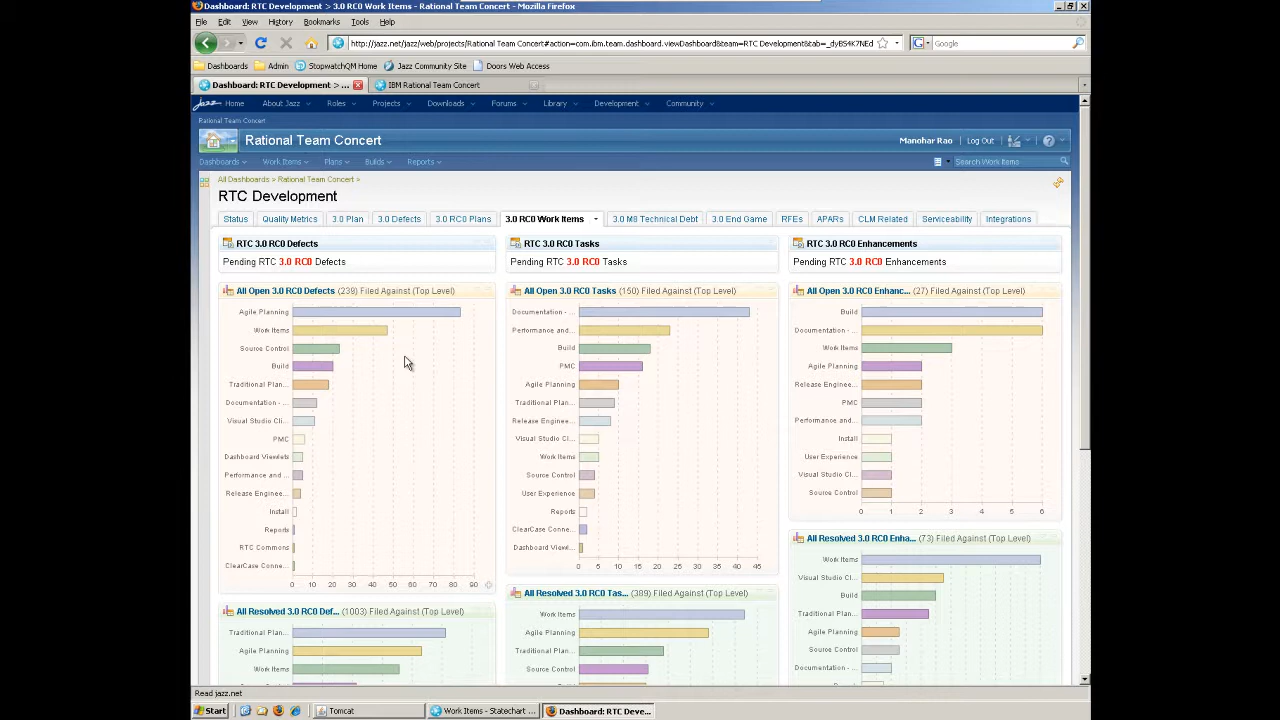 Dashboard: RTC Development > 3.0 RC0 Work Items - Rational Team Concert - Mozilla Firefox
File Edit View History Bookmarks Tools Help
http://jazz.net/jazz/web/projects/Rational Team Concert#action=com.ibm.team.dashboard.viewDashboard&team=RTC Development&tab=_dyBS4K7NEd
Google
Dashboards Admin StopwatchQM Home Jazz Community Site Doors Web Access
Dashboard: RTC Development > ... IBM Rational Team Concert
Jazz Home About Jazz Roles Projects Downloads Forums Library Development Community
Rational Team Concert
Rational Team Concert
Manohar Rao Log Out
Dashboards Work Items Plans Builds Reports Search Work Items
All Dashboards > Rational Team Concert >
RTC Development
Status Quality Metrics 3.0 Plan 3.0 Defects 3.0 RC0 Plans 3.0 RC0 Work Items 3.0 M8 Technical Debt 3.0 End Game RFEs APARs CLM Related Serviceability Integrations
RTC 3.0 RC0 Defects
Pending RTC 3.0 RC0 Defects
All Open 3.0 RC0 Defects (239) Filed Against (Top Level)
Agile Planning
Work Items
Source Control
Build
Traditional Plan...
Documentation - ...
Visual Studio Cli...
PMC
Dashboard Viewlets
Performance and ...
Release Enginee...
Install
Reports
RTC Commons
ClearCase Conne...
0 10 20 30 40 50 60 70 80 90
All Resolved 3.0 RC0 Def... (1003) Filed Against (Top Level)
Traditional Plan...
Agile Planning
Work Items
RTC 3.0 RC0 Tasks
Pending RTC 3.0 RC0 Tasks
All Open 3.0 RC0 Tasks (150) Filed Against (Top Level)
Documentation - ...
Performance and ...
Build
PMC
Agile Planning
Traditional Plan...
Release Enginee...
Visual Studio Cl...
Work Items
Source Control
User Experience
Reports
ClearCase Conne...
Dashboard Viewl...
0 5 10 15 20 25 30 35 40 45
All Resolved 3.0 RC0 Tas... (389) Filed Against (Top Level)
Work Items
Agile Planning
Traditional Plan...
Source Control
RTC 3.0 RC0 Enhancements
Pending RTC 3.0 RC0 Enhancements
All Open 3.0 RC0 Enhanc... (27) Filed Against (Top Level)
Build
Documentation - ...
Work Items
Agile Planning
Release Enginee...
PMC
Performance and...
Install
User Experience
Visual Studio Cl...
Source Control
0 1 2 3 4 5 6
All Resolved 3.0 RC0 Enha... (73) Filed Against (Top Level)
Work Items
Visual Studio Cl...
Build
Traditional Plan...
Agile Planning
Source Control
Documentation - ...
Read jazz.net
Start Tomcat Work Items - Statechart ... Dashboard: RTC Deve...